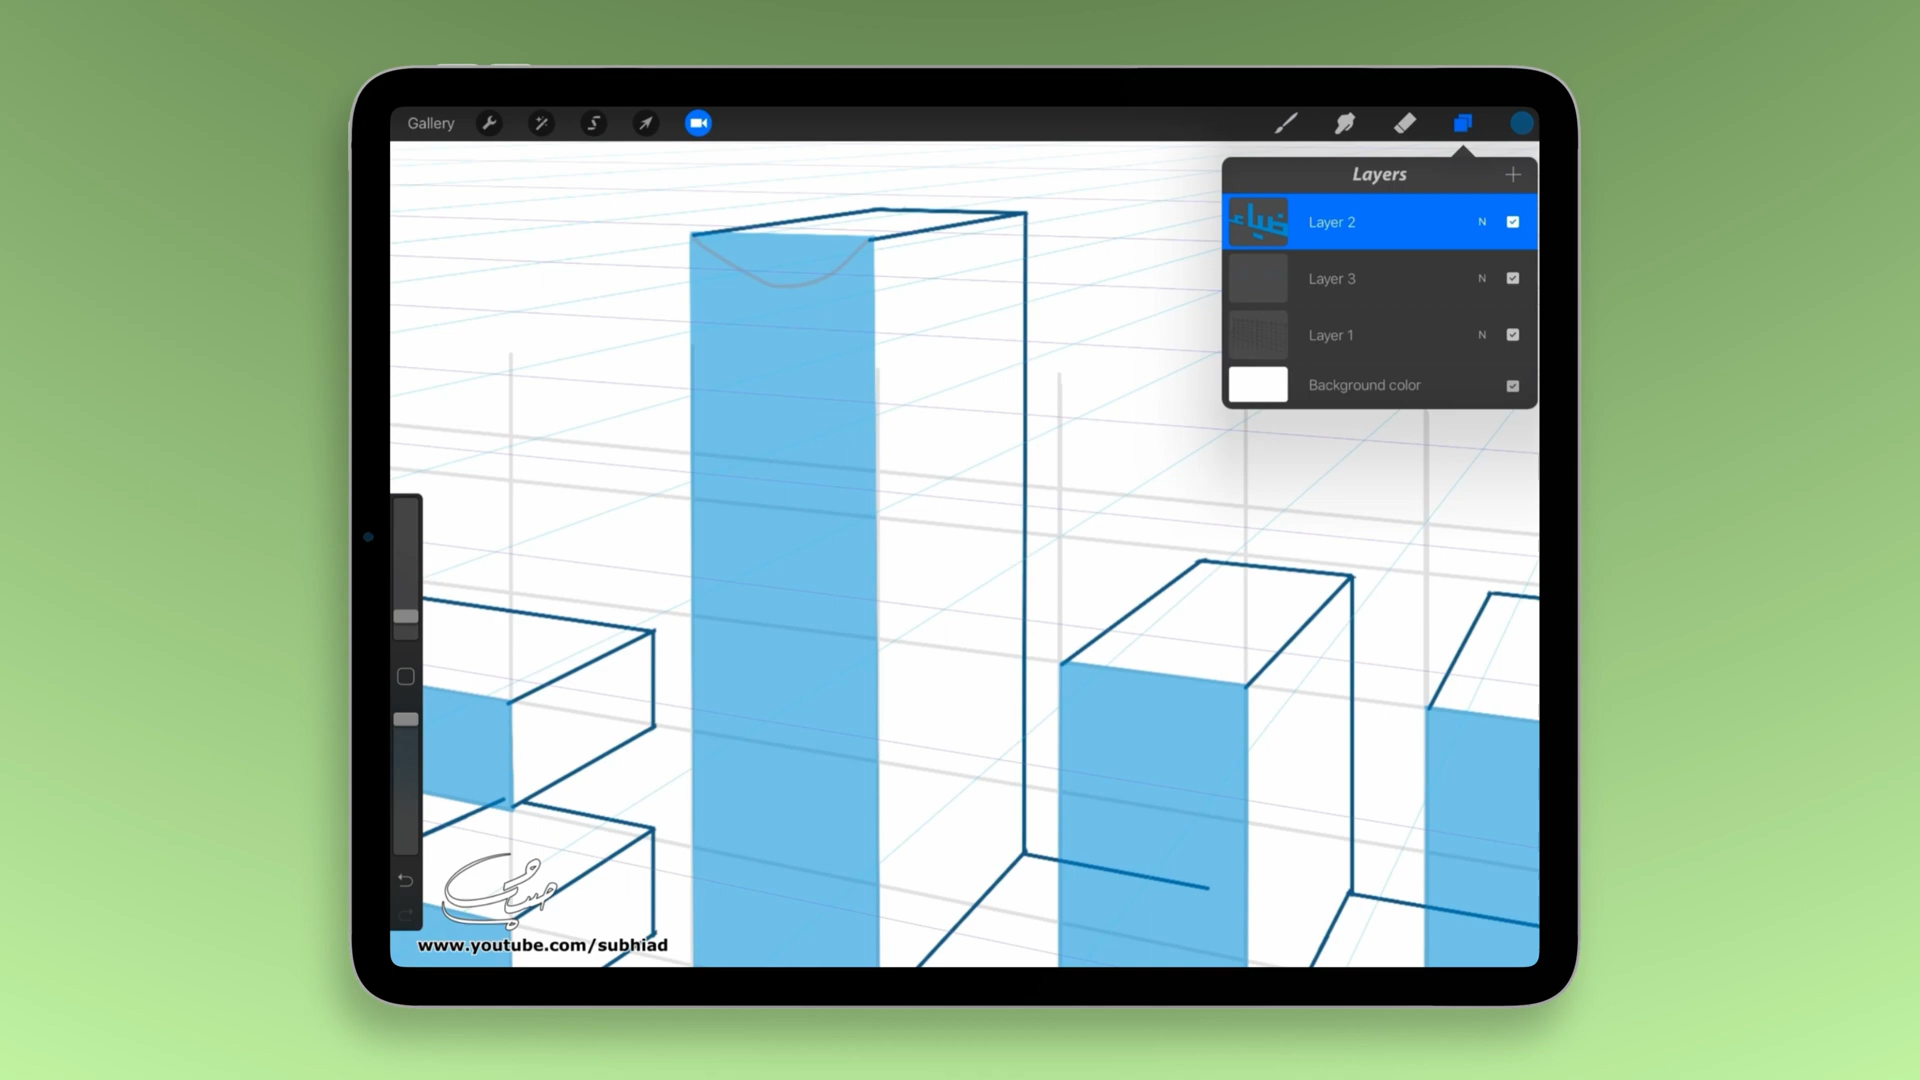 Gallery
Layers
Layer 2 N
Layer 3 N
Layer 1 N
Background color
www.youtube.com/subhiad